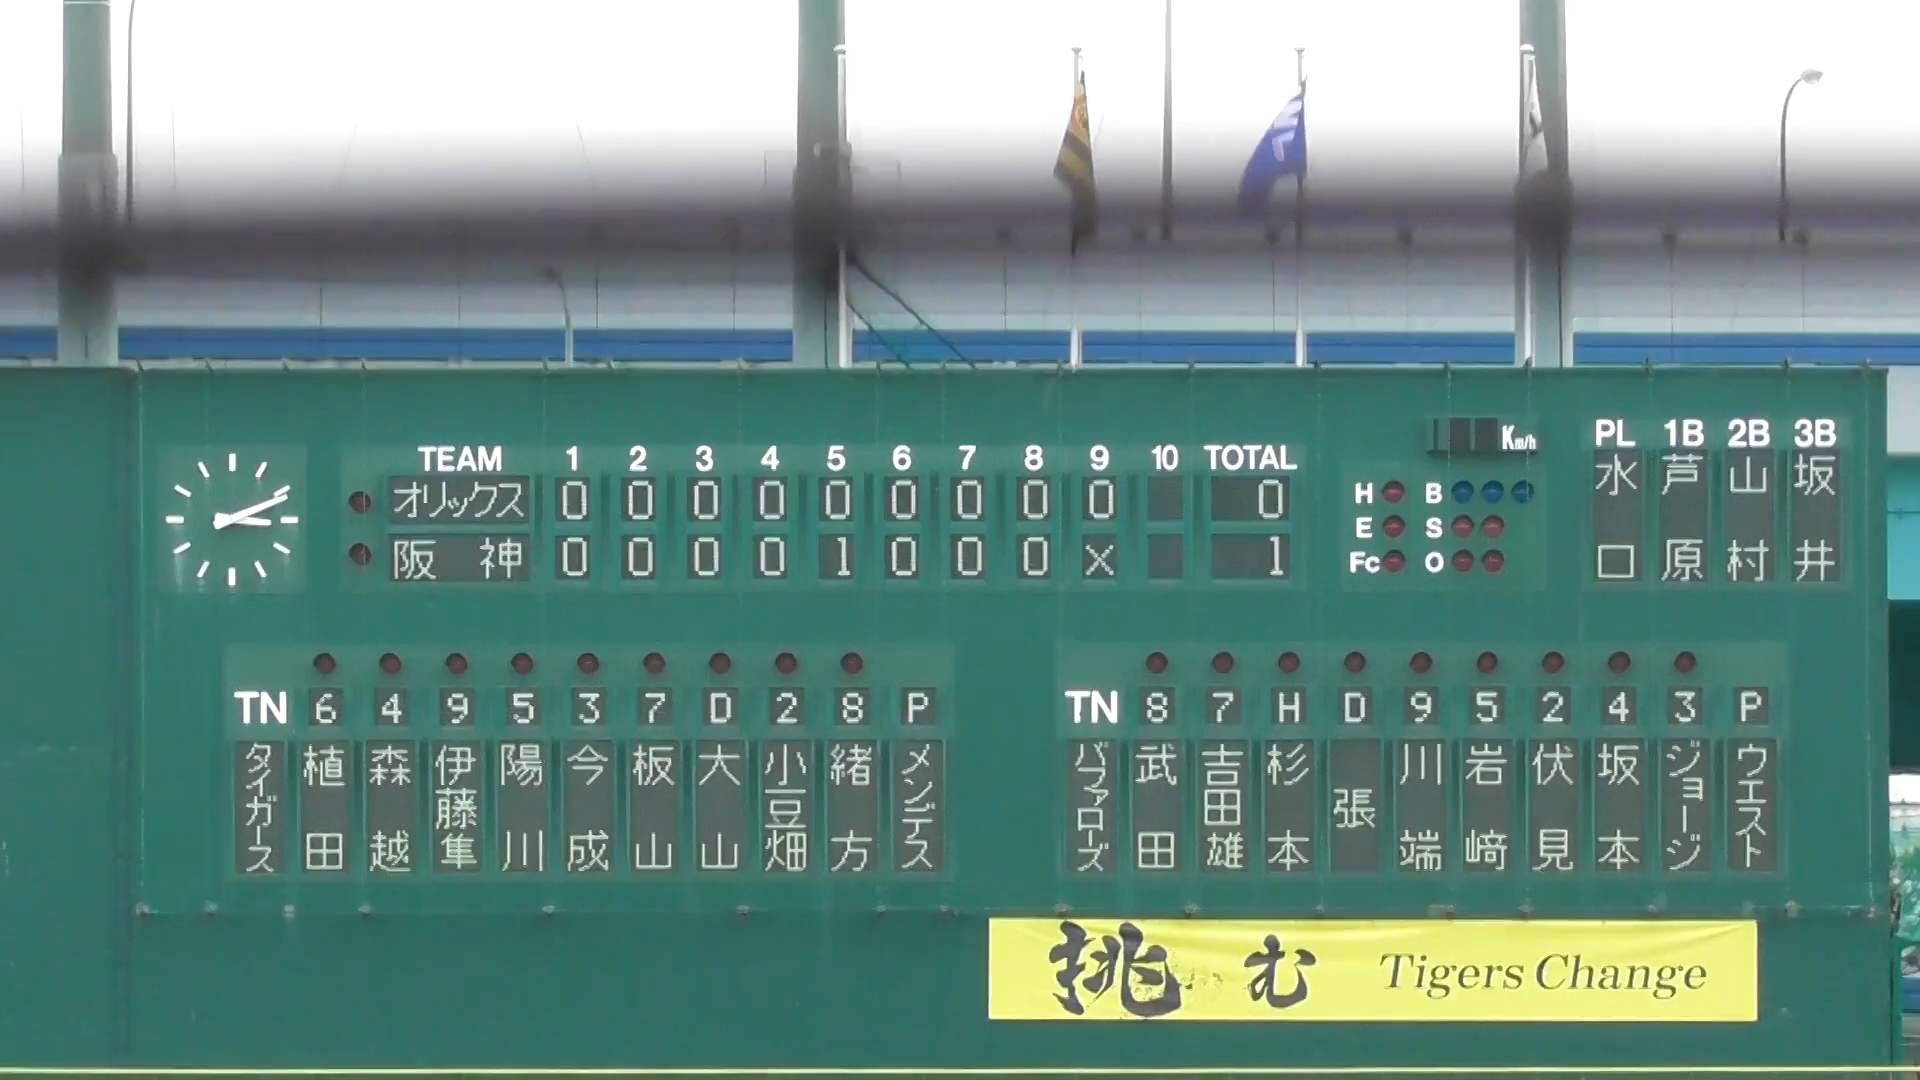 TEAM 1 2 3 4 5 6 7 8 9 10 TOTAL
オリックス 0 0 0 0 0 0 0 0 0 0
阪神 0 0 0 0 1 0 0 0 x 1
Km/h
H B
E S
Fc O
PL 1B 2B 3B
水口 芦原 山村 坂井
TN 6 4 9 5 3 7 D 2 8 P
タイガース 植田 森越 伊藤隼 陽川 今成 板山 大山 小豆畑 緒方 メンデス
TN 8 7 H D 9 5 2 4 3 P
バファローズ 武田 吉田雄 杉本 張 川端 岩﨑 伏見 坂本 ジョージ ウエスト
挑む Tigers Change